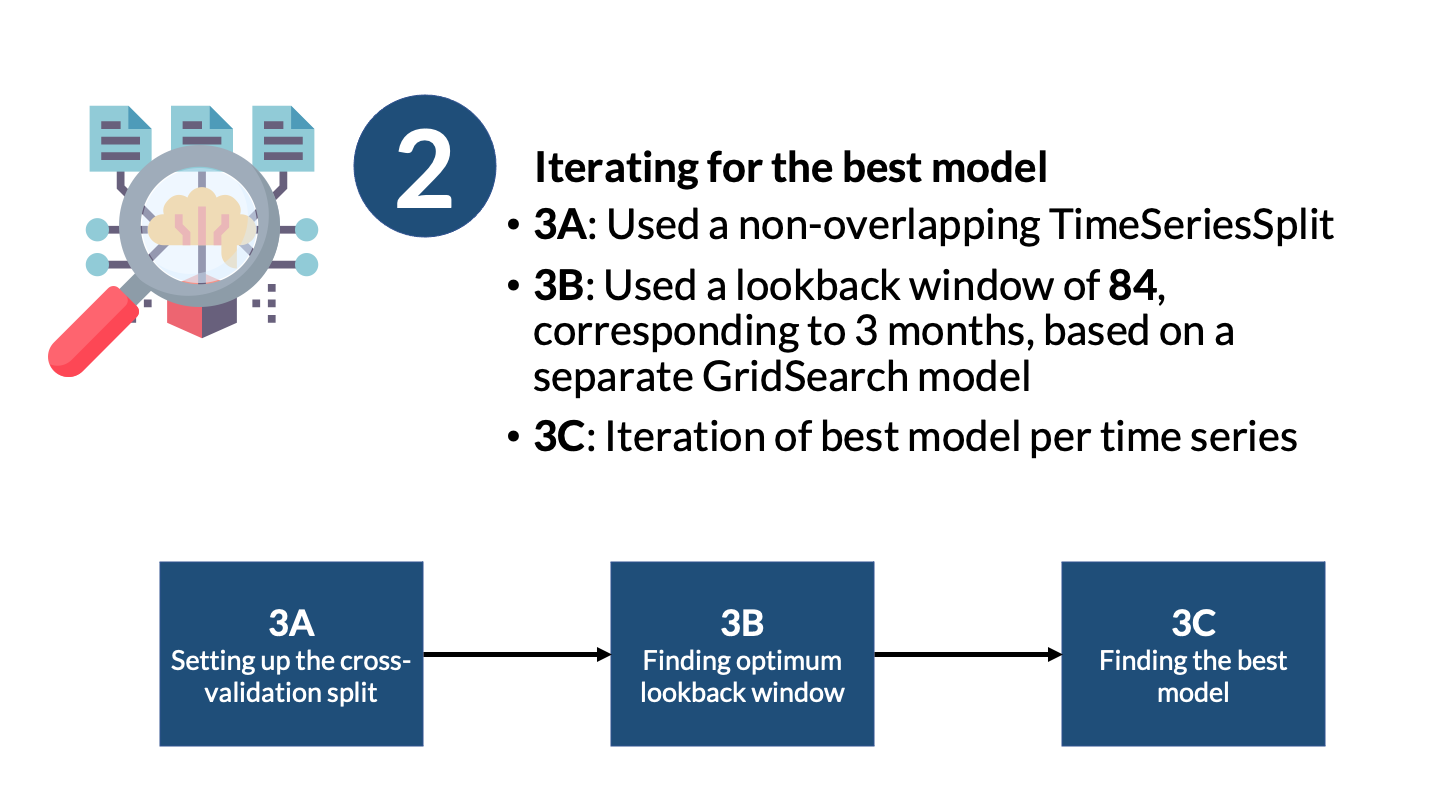 2
Iterating for the best model
• 3A: Used a non-overlapping TimeSeriesSplit
• 3B: Used a lookback window of 84,
corresponding to 3 months, based on a
separate GridSearch model
• 3C: Iteration of best model per time series
3A
Setting up the cross-
validation split
3B
Finding optimum
lookback window
3C
Finding the best
model